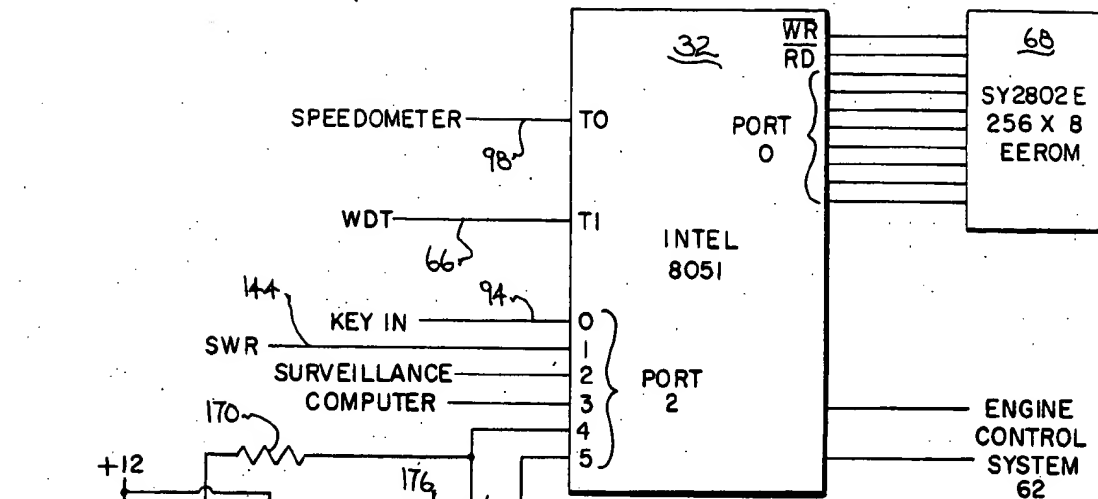 32
WR
RD
68
SPEEDOMETER
T0
98
PORT
0
SY2802E
256 X 8
EEROM
WDT
T1
66
INTEL
8051
144
94
KEY IN
0
SWR
1
SURVEILLANCE
2
COMPUTER
3
PORT
2
4
5
170
+12
176
ENGINE
CONTROL
SYSTEM
62